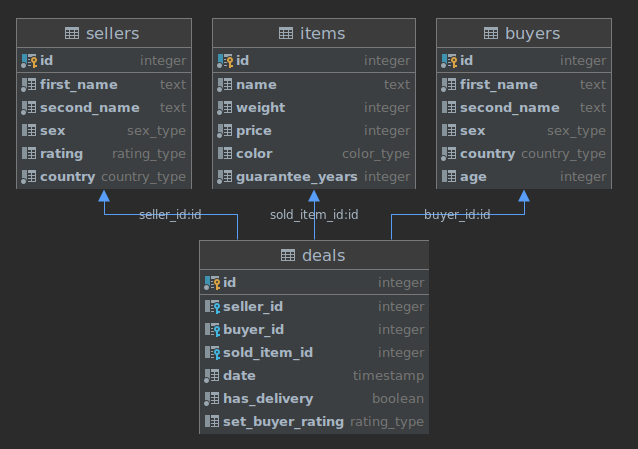 sellers
id integer
first_name text
second_name text
sex sex_type
rating rating_type
country country_type
items
id integer
name text
weight integer
price integer
color color_type
guarantee_years integer
buyers
id integer
first_name text
second_name text
sex sex_type
country country_type
age integer
seller_id:id
sold_item_id:id
buyer_id:id
deals
id integer
seller_id integer
buyer_id integer
sold_item_id integer
date timestamp
has_delivery boolean
set_buyer_rating rating_type